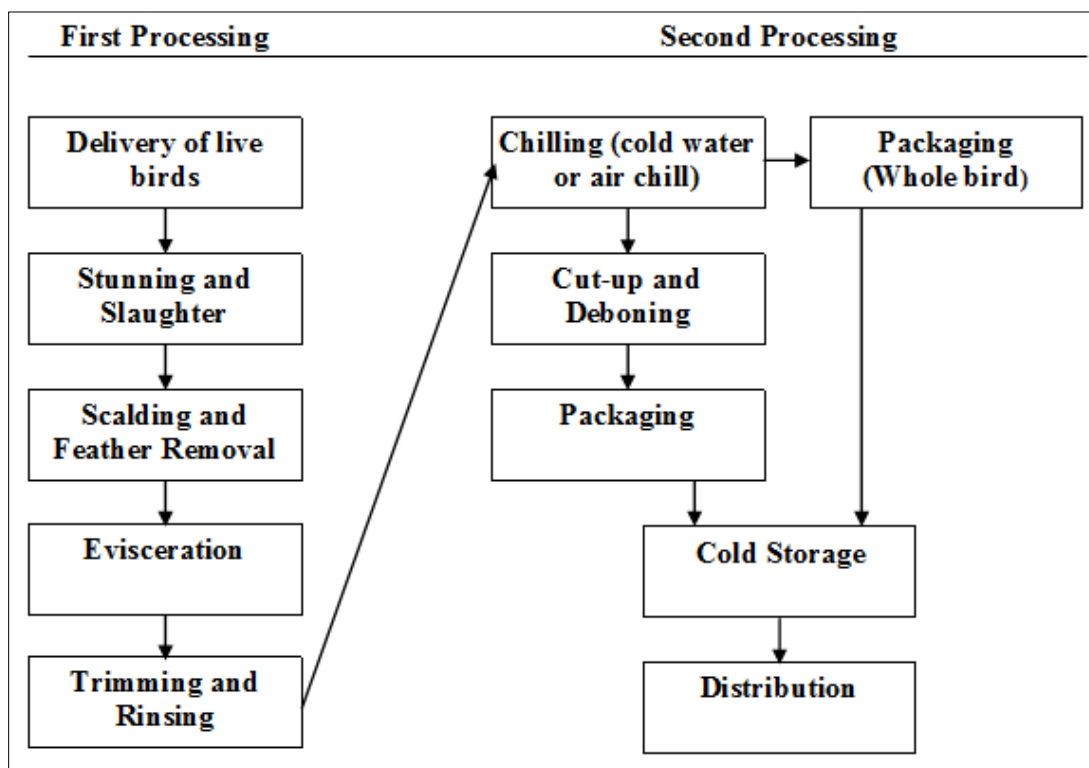 First Processing
Second Processing
Delivery of live
birds
Stunning and
Slaughter
Scalding and
Feather Removal
Evisceration
Trimming and
Rinsing
Chilling (cold water
or air chill)
Packaging
(Whole bird)
Cut-up and
Deboning
Packaging
Cold Storage
Distribution